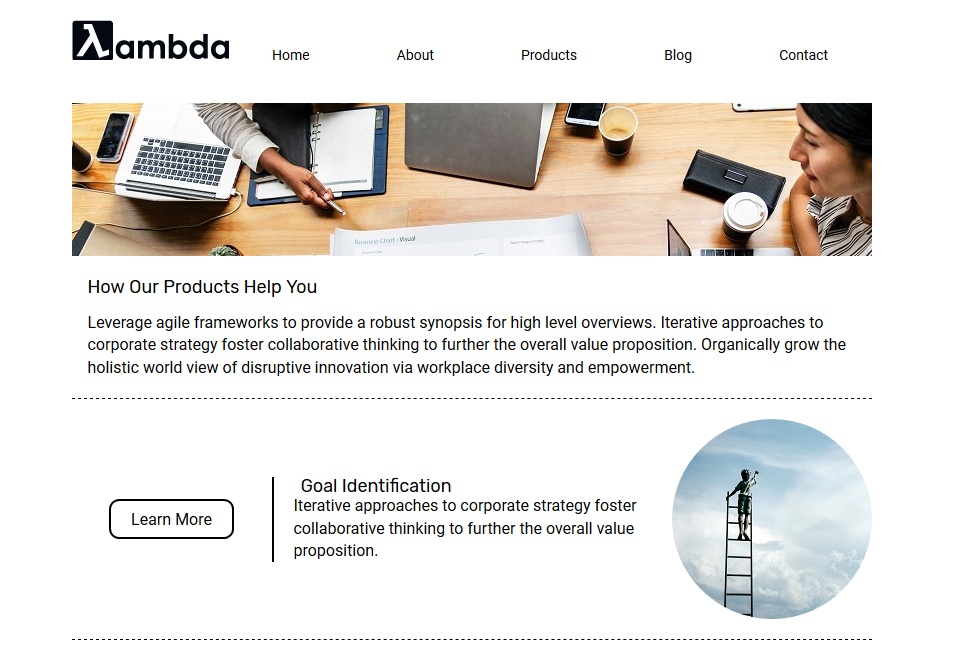 λambda
Home About Products Blog Contact
Business Chart - Visual
How Our Products Help You
Leverage agile frameworks to provide a robust synopsis for high level overviews. Iterative approaches to
corporate strategy foster collaborative thinking to further the overall value proposition. Organically grow the
holistic world view of disruptive innovation via workplace diversity and empowerment.
Learn More
Goal Identification
Iterative approaches to corporate strategy foster
collaborative thinking to further the overall value
proposition.